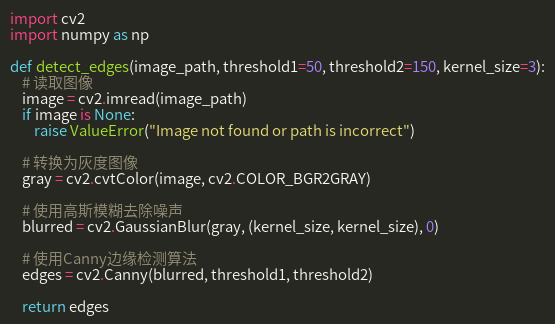 import cv2
import numpy as np
def detect_edges(image_path, threshold1=50, threshold2=150, kernel_size=3):
# 读取图像
image = cv2.imread(image_path)
if image is None:
raise ValueError("Image not found or path is incorrect")
# 转换为灰度图像
gray = cv2.cvtColor(image, cv2.COLOR_BGR2GRAY)
# 使用高斯模糊去除噪声
blurred = cv2.GaussianBlur(gray, (kernel_size, kernel_size), 0)
# 使用Canny边缘检测算法
edges = cv2.Canny(blurred, threshold1, threshold2)
return edges